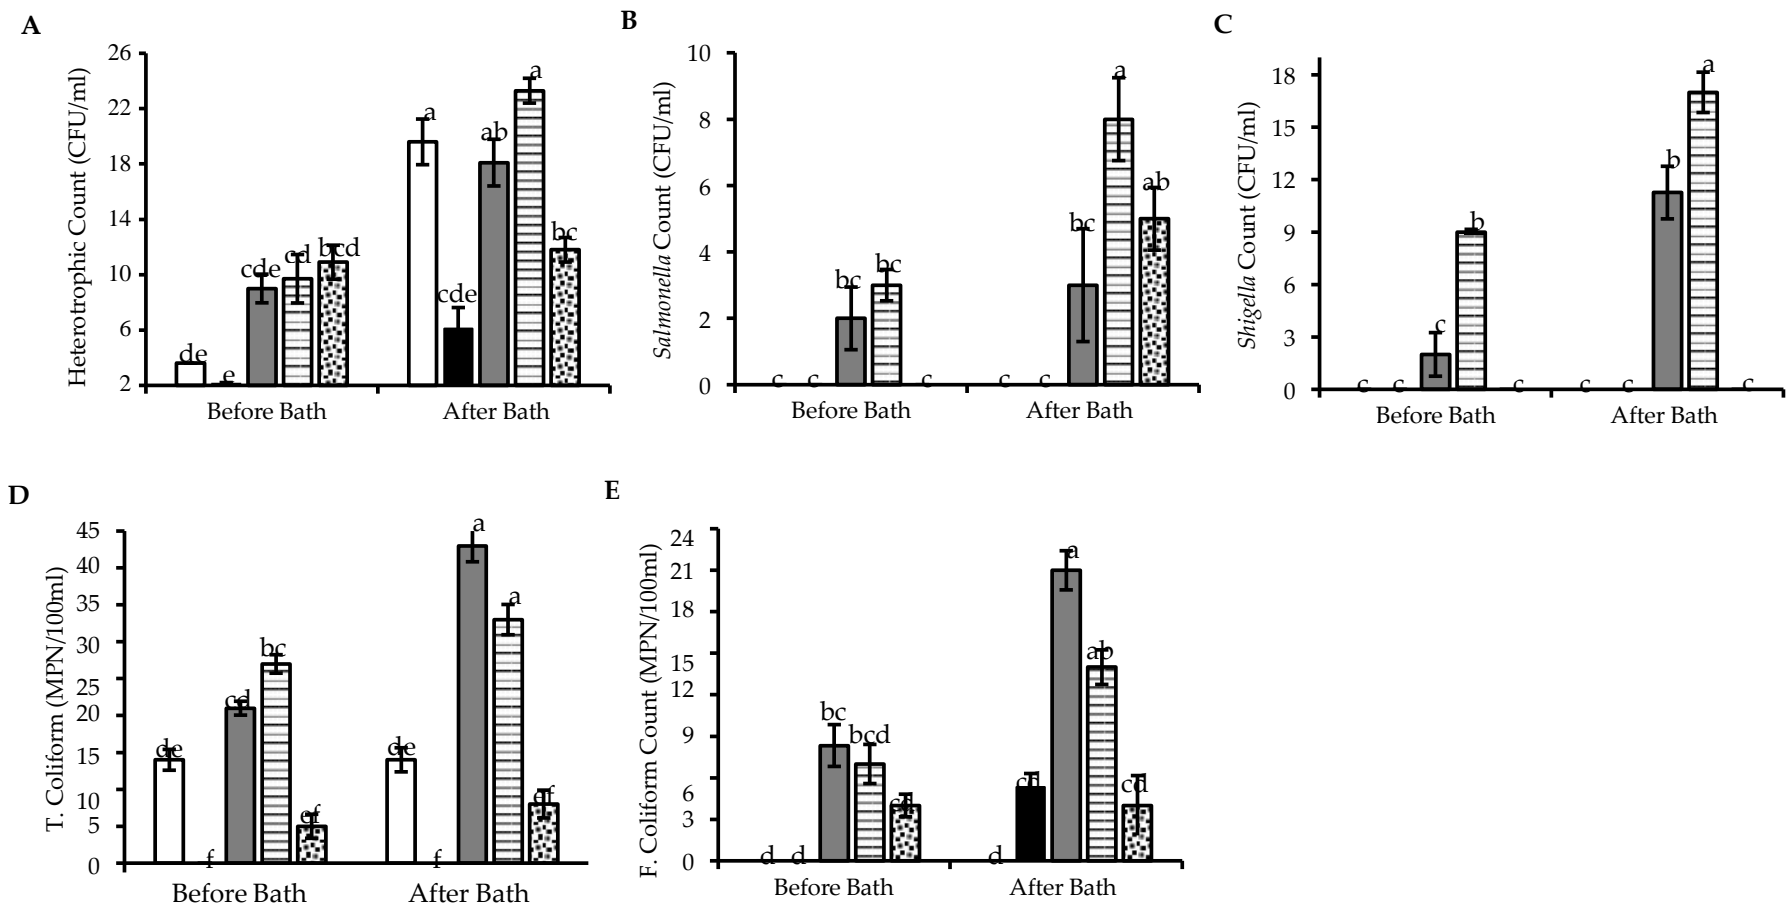 A
Heterotrophic Count (CFU/ml)
26
22
18
14
10
6
2
de
e
cde
cd
bcd
a
cde
ab
a
bc
Before Bath
After Bath
B
Salmonella Count (CFU/ml)
10
8
6
4
2
0
c
c
bc
bc
c
c
c
bc
a
ab
Before Bath
After Bath
C
Shigella Count (CFU/ml)
18
15
12
9
6
3
0
c
c
c
b
c
c
c
b
a
c
Before Bath
After Bath
D
T. Coliform (MPN/100ml)
45
40
35
30
25
20
15
10
5
0
de
f
cd
bc
ef
de
f
a
a
ef
Before Bath
After Bath
E
F. Coliform Count (MPN/100ml)
24
21
18
15
12
9
6
3
0
d
d
bc
bcd
cd
d
cd
a
ab
cd
Before Bath
After Bath